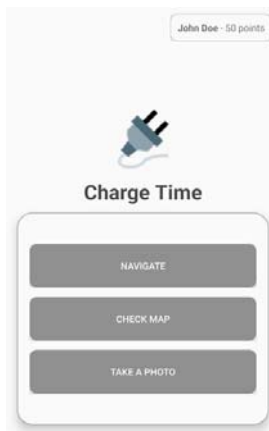 John Doe - 50 points
Charge Time
NAVIGATE
CHECK MAP
TAKE A PHOTO